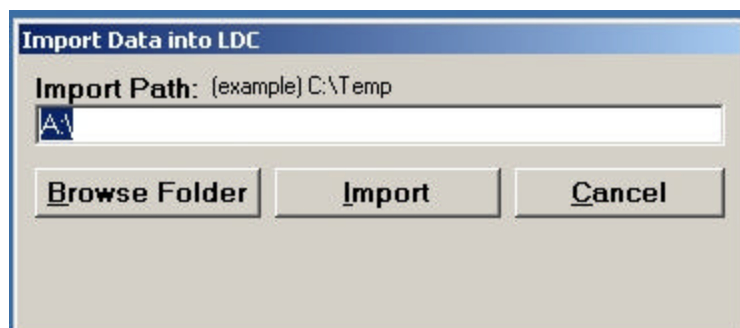 Import Data into LDC
Import Path: (example) C:\Temp
A:\
Browse Folder Import Cancel